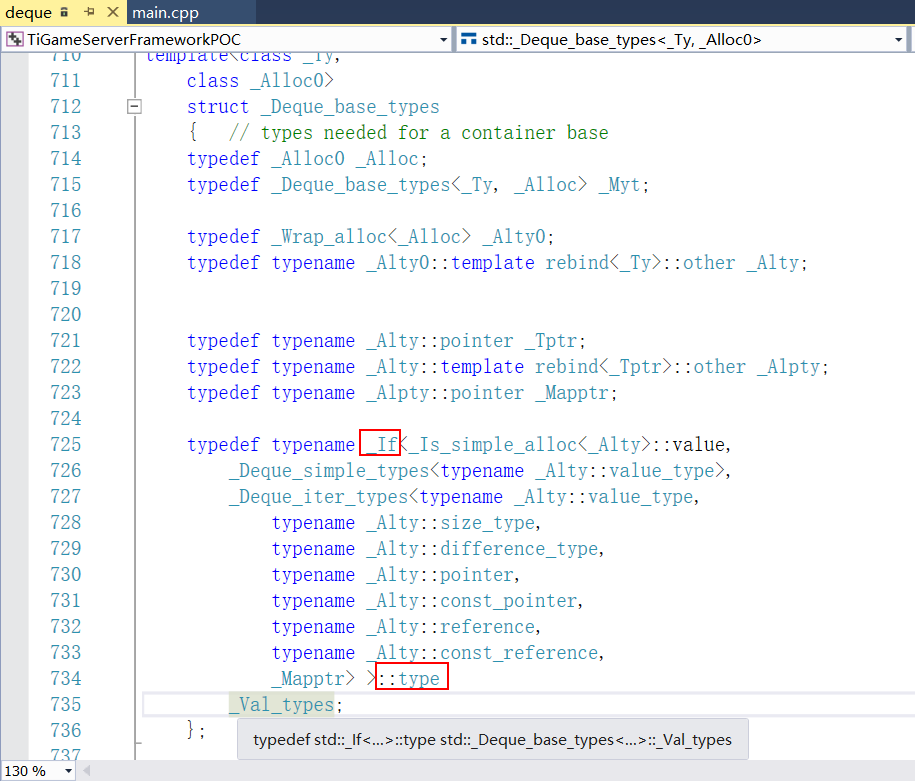 deque main.cpp
TiGameServerFrameworkPOC std::_Deque_base_types<_Ty, _Alloc0>
710 template<class _Ty,
711 class _Alloc0>
712 struct _Deque_base_types
713 { // types needed for a container base
714 typedef _Alloc0 _Alloc;
715 typedef _Deque_base_types<_Ty, _Alloc> _Myt;
716
717 typedef _Wrap_alloc<_Alloc> _Alty0;
718 typedef typename _Alty0::template rebind<_Ty>::other _Alty;
719
720
721 typedef typename _Alty::pointer _Tptr;
722 typedef typename _Alty::template rebind<_Tptr>::other _Alpty;
723 typedef typename _Alpty::pointer _Mapptr;
724
725 typedef typename _If<_Is_simple_alloc<_Alty>::value,
726 _Deque_simple_types<typename _Alty::value_type>,
727 _Deque_iter_types<typename _Alty::value_type,
728 typename _Alty::size_type,
729 typename _Alty::difference_type,
730 typename _Alty::pointer,
731 typename _Alty::const_pointer,
732 typename _Alty::reference,
733 typename _Alty::const_reference,
734 _Mapptr> >::type
735 _Val_types;
736 };
typedef std::_If<...>::type std::_Deque_base_types<...>::_Val_types
737
130 %